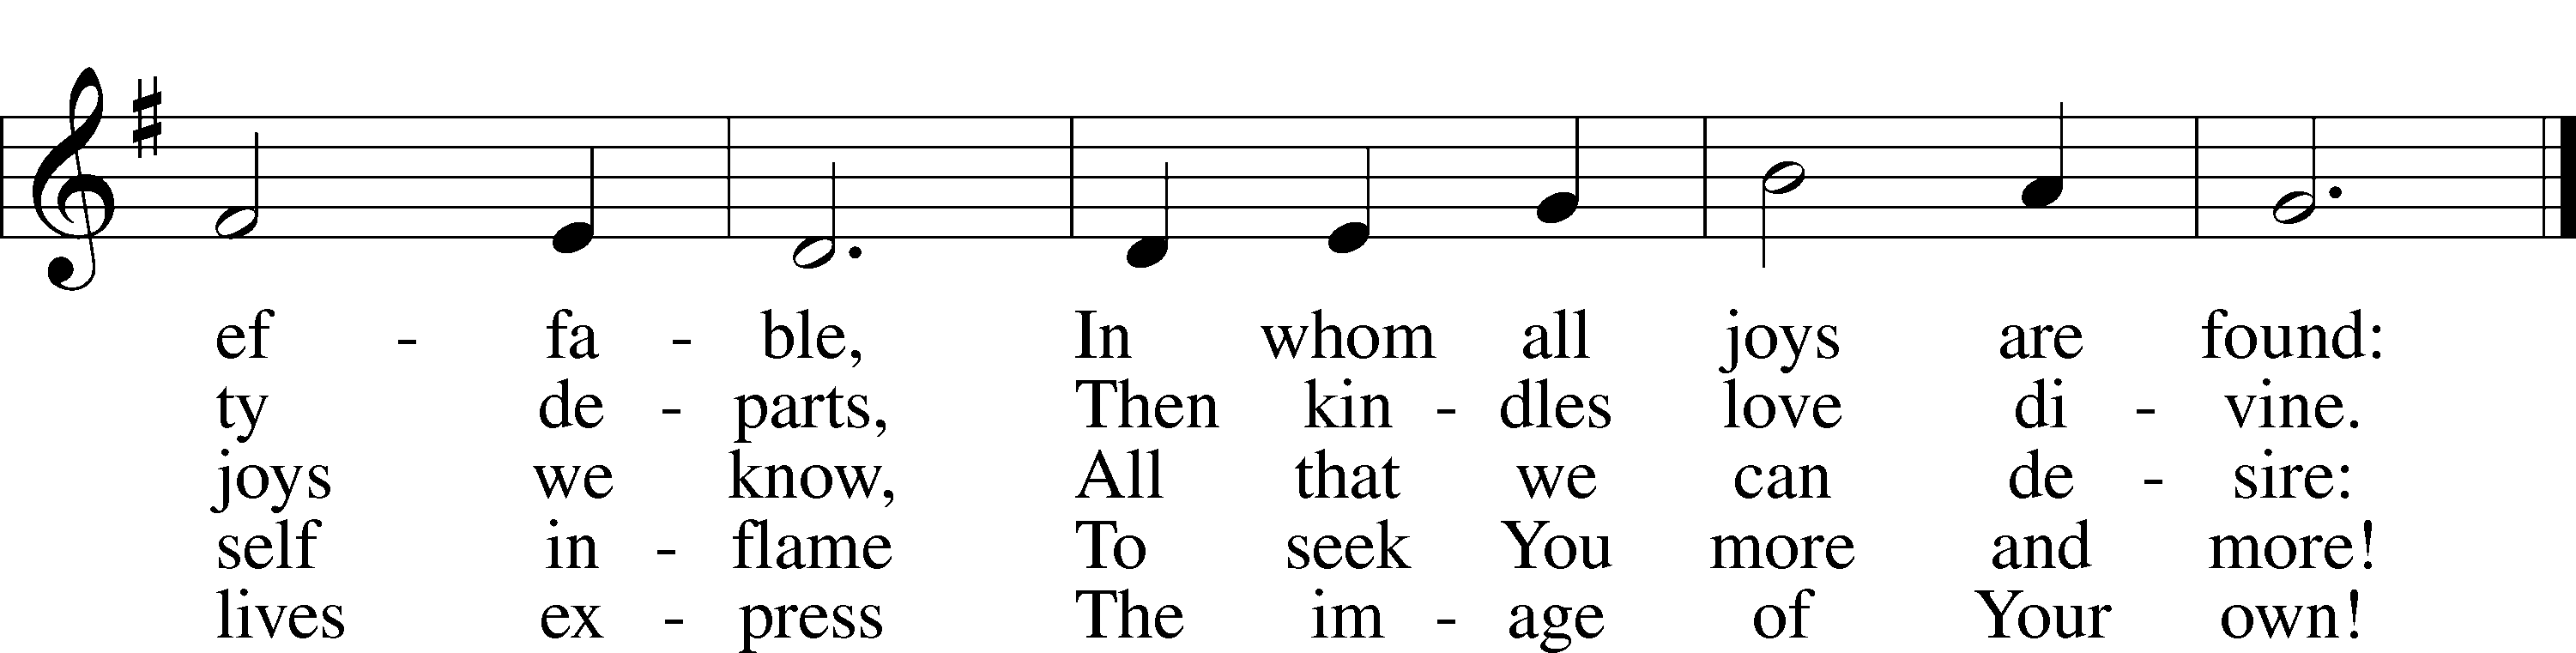 ef - fa - ble, In whom all joys are found:
ty de - parts, Then kin - dles love di - vine.
joys we know, All that we can de - sire:
self in - flame To seek You more and more!
lives ex - press The im - age of Your own!